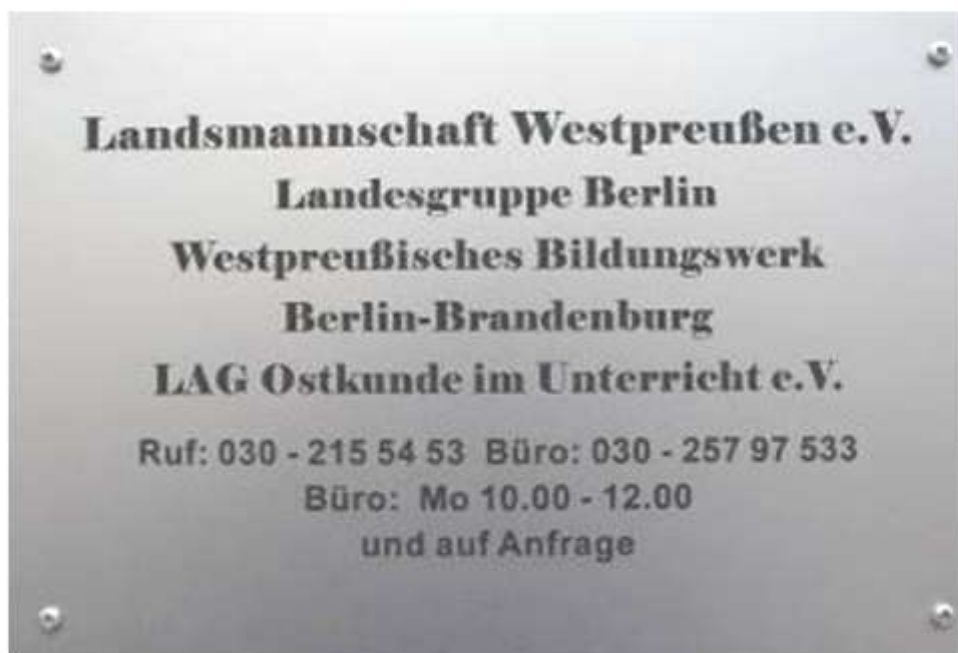 Landsmannschaft Westpreußen e.V.
Landesgruppe Berlin
Westpreußisches Bildungswerk
Berlin-Brandenburg
LAG Ostkunde im Unterricht e.V.
Ruf: 030 - 215 54 53 Büro: 030 - 257 97 533
Büro: Mo 10.00 - 12.00
und auf Anfrage